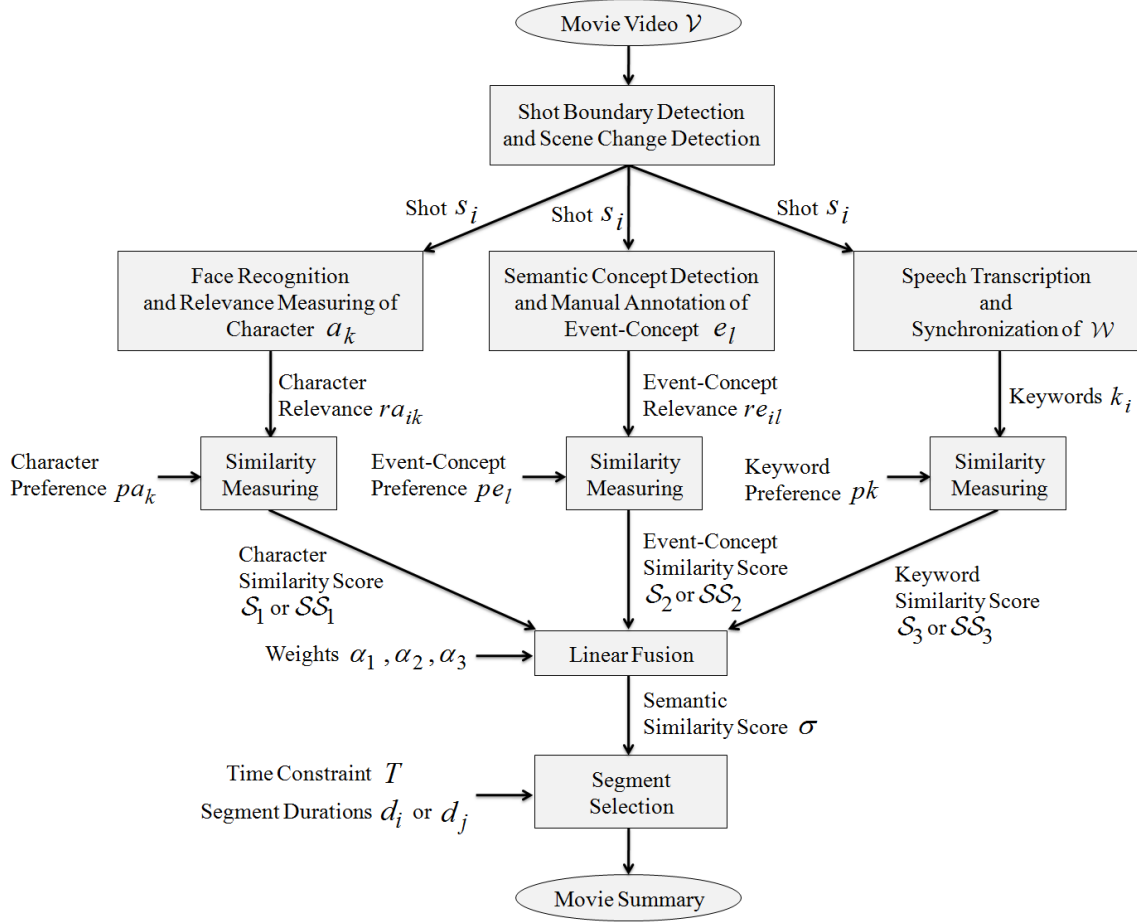 Movie Video 𝒱
Shot Boundary Detection
and Scene Change Detection
Shot s_i
Shot s_i
Shot s_i
Face Recognition
and Relevance Measuring of
Character a_k
Semantic Concept Detection
and Manual Annotation of
Event-Concept e_l
Speech Transcription
and
Synchronization of 𝒲
Character
Relevance ra_{ik}
Event-Concept
Relevance re_{il}
Keywords k_i
Character
Preference pa_k
Similarity
Measuring
Event-Concept
Preference pe_l
Similarity
Measuring
Keyword
Preference pk
Similarity
Measuring
Character
Similarity Score
𝒮_1 or 𝒮𝒮_1
Event-Concept
Similarity Score
𝒮_2 or 𝒮𝒮_2
Keyword
Similarity Score
𝒮_3 or 𝒮𝒮_3
Weights α_1 , α_2 , α_3
Linear Fusion
Semantic
Similarity Score σ
Time Constraint T
Segment Durations d_i or d_j
Segment
Selection
Movie Summary